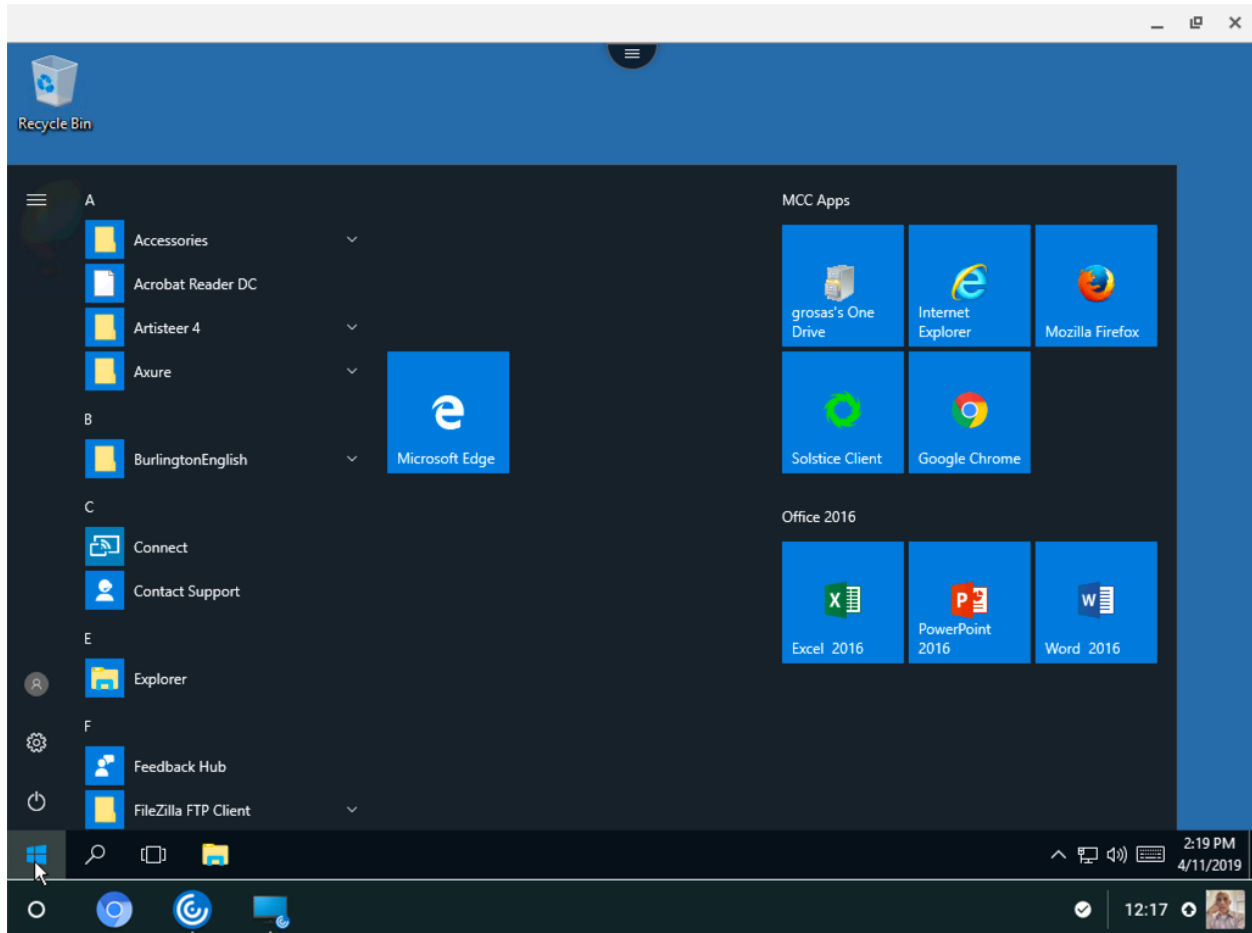 Recycle Bin
A
Accessories
Acrobat Reader DC
Artisteer 4
Axure
B
BurlingtonEnglish
C
Connect
Contact Support
E
Explorer
F
Feedback Hub
FileZilla FTP Client
Microsoft Edge
MCC Apps
grosas's One
Drive
Internet
Explorer
Mozilla Firefox
Solstice Client
Google Chrome
Office 2016
Excel 2016
PowerPoint
2016
Word 2016
2:19 PM
4/11/2019
12:17